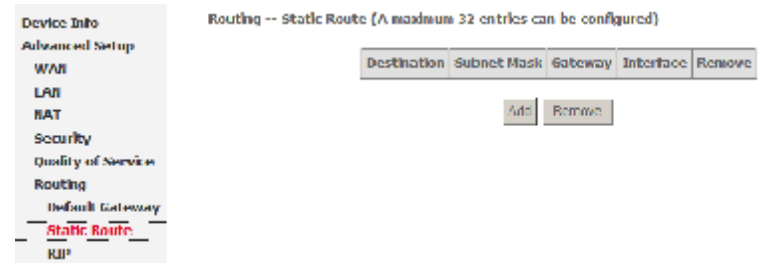 Device Info
Advanced Setup
WAN
LAN
NAT
Security
Quality of Service
Routing
Default Gateway
Static Route
RIP
Routing -- Static Route (A maximum 32 entries can be configured)
Destination Subnet Mask Gateway Interface Remove
Add Remove